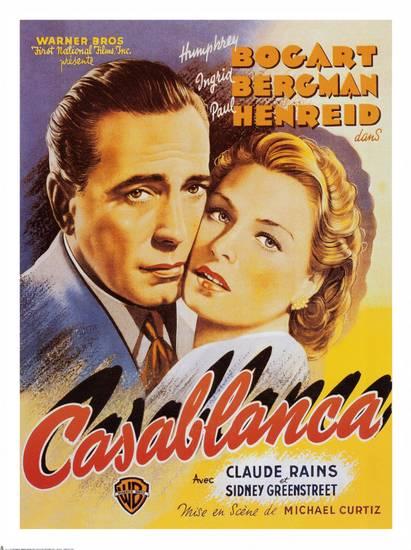 WARNER BROS
First National Films, Inc.
présente
Humphrey
BOGART
Ingrid
BERGMAN
Paul
HENREID
dans
Casablanca
Avec CLAUDE RAINS
et
SIDNEY GREENSTREET
WB
Mise en Scène de MICHAEL CURTIZ